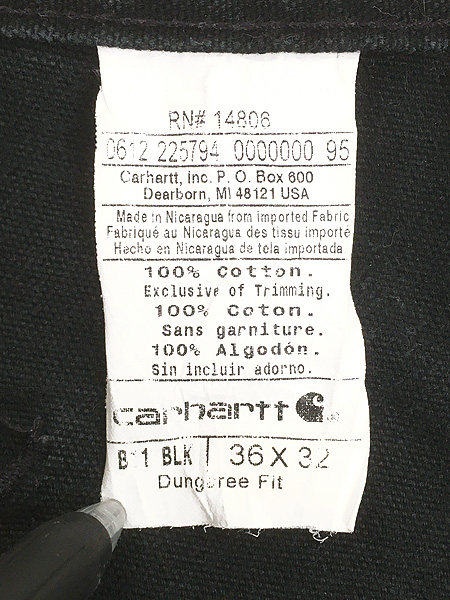 RN# 14806
0612 225794 0000000 95
Carhartt, Inc. P. O. Box 600
Dearborn, MI 48121 USA
Made in Nicaragua from imported Fabric
Fabriqué au Nicaragua des tissu importé
Hecho en Nicaragua de tela importada
100% Cotton.
Exclusive of Trimming.
100% Coton.
Sans garniture.
100% Algodón.
Sin incluir adorno.
carhartt
BLK 36 X 32
Dungaree Fit